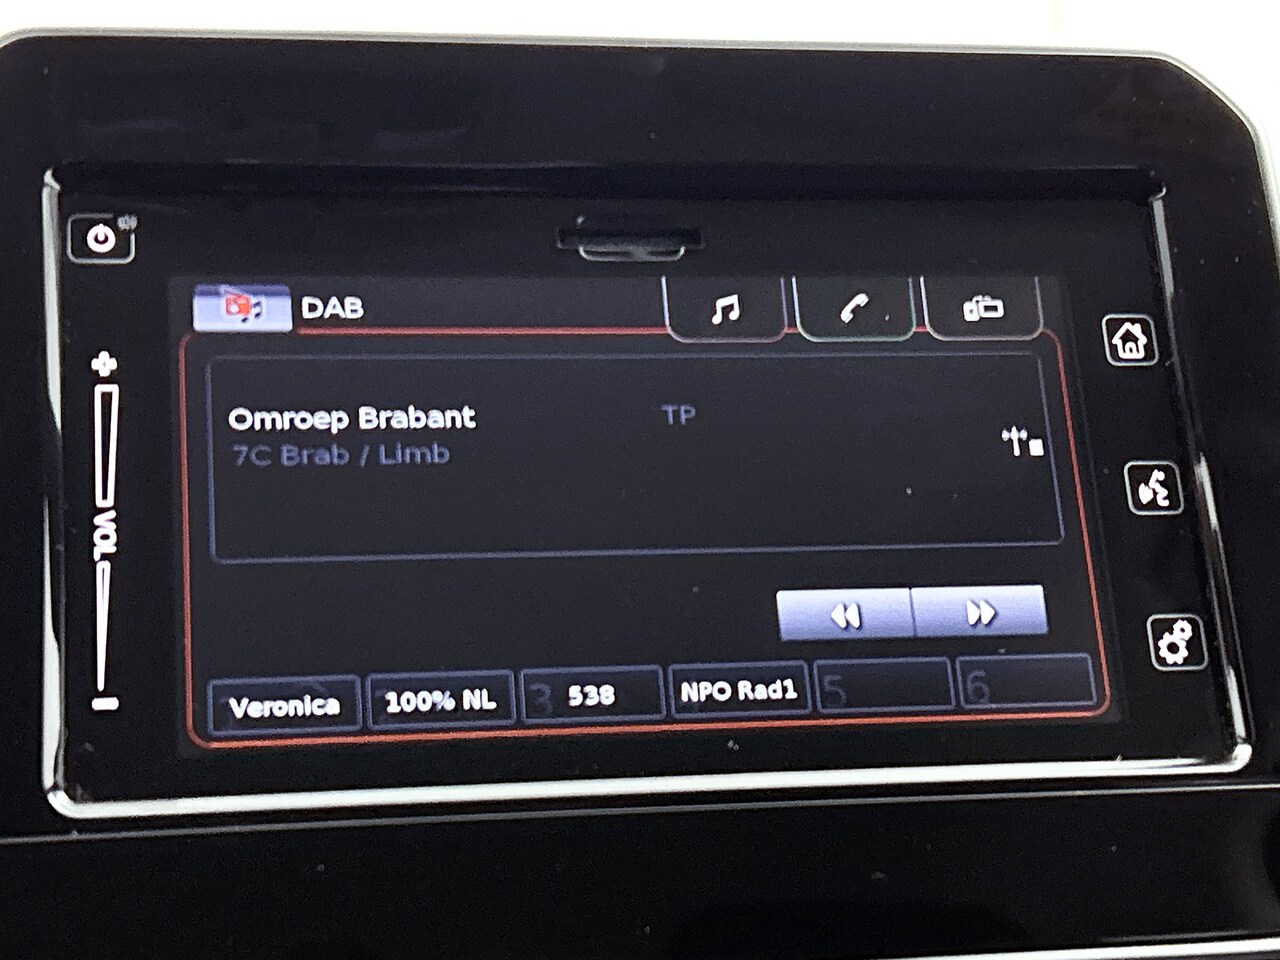 DAB
Omroep Brabant
TP
7C Brab / Limb
VOL
Veronica
100% NL
3 538
NPO Rad1
5
6